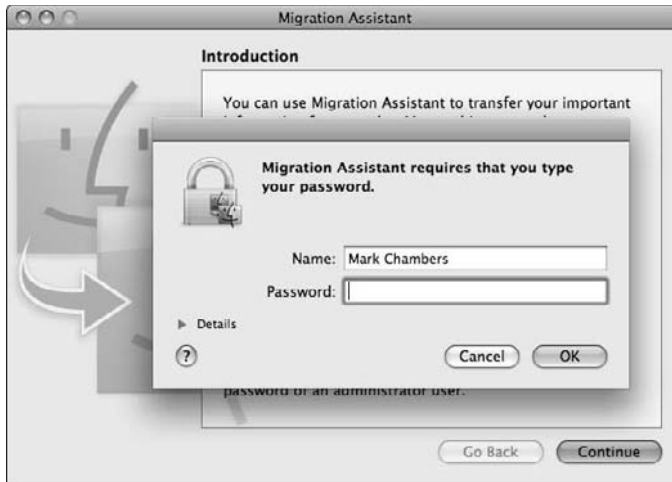 Migration Assistant
Introduction
You can use Migration Assistant to transfer your important
Migration Assistant requires that you type
your password.
Name: Mark Chambers
Password:
Details
?
Cancel
OK
password of an administrator user.
Go Back
Continue